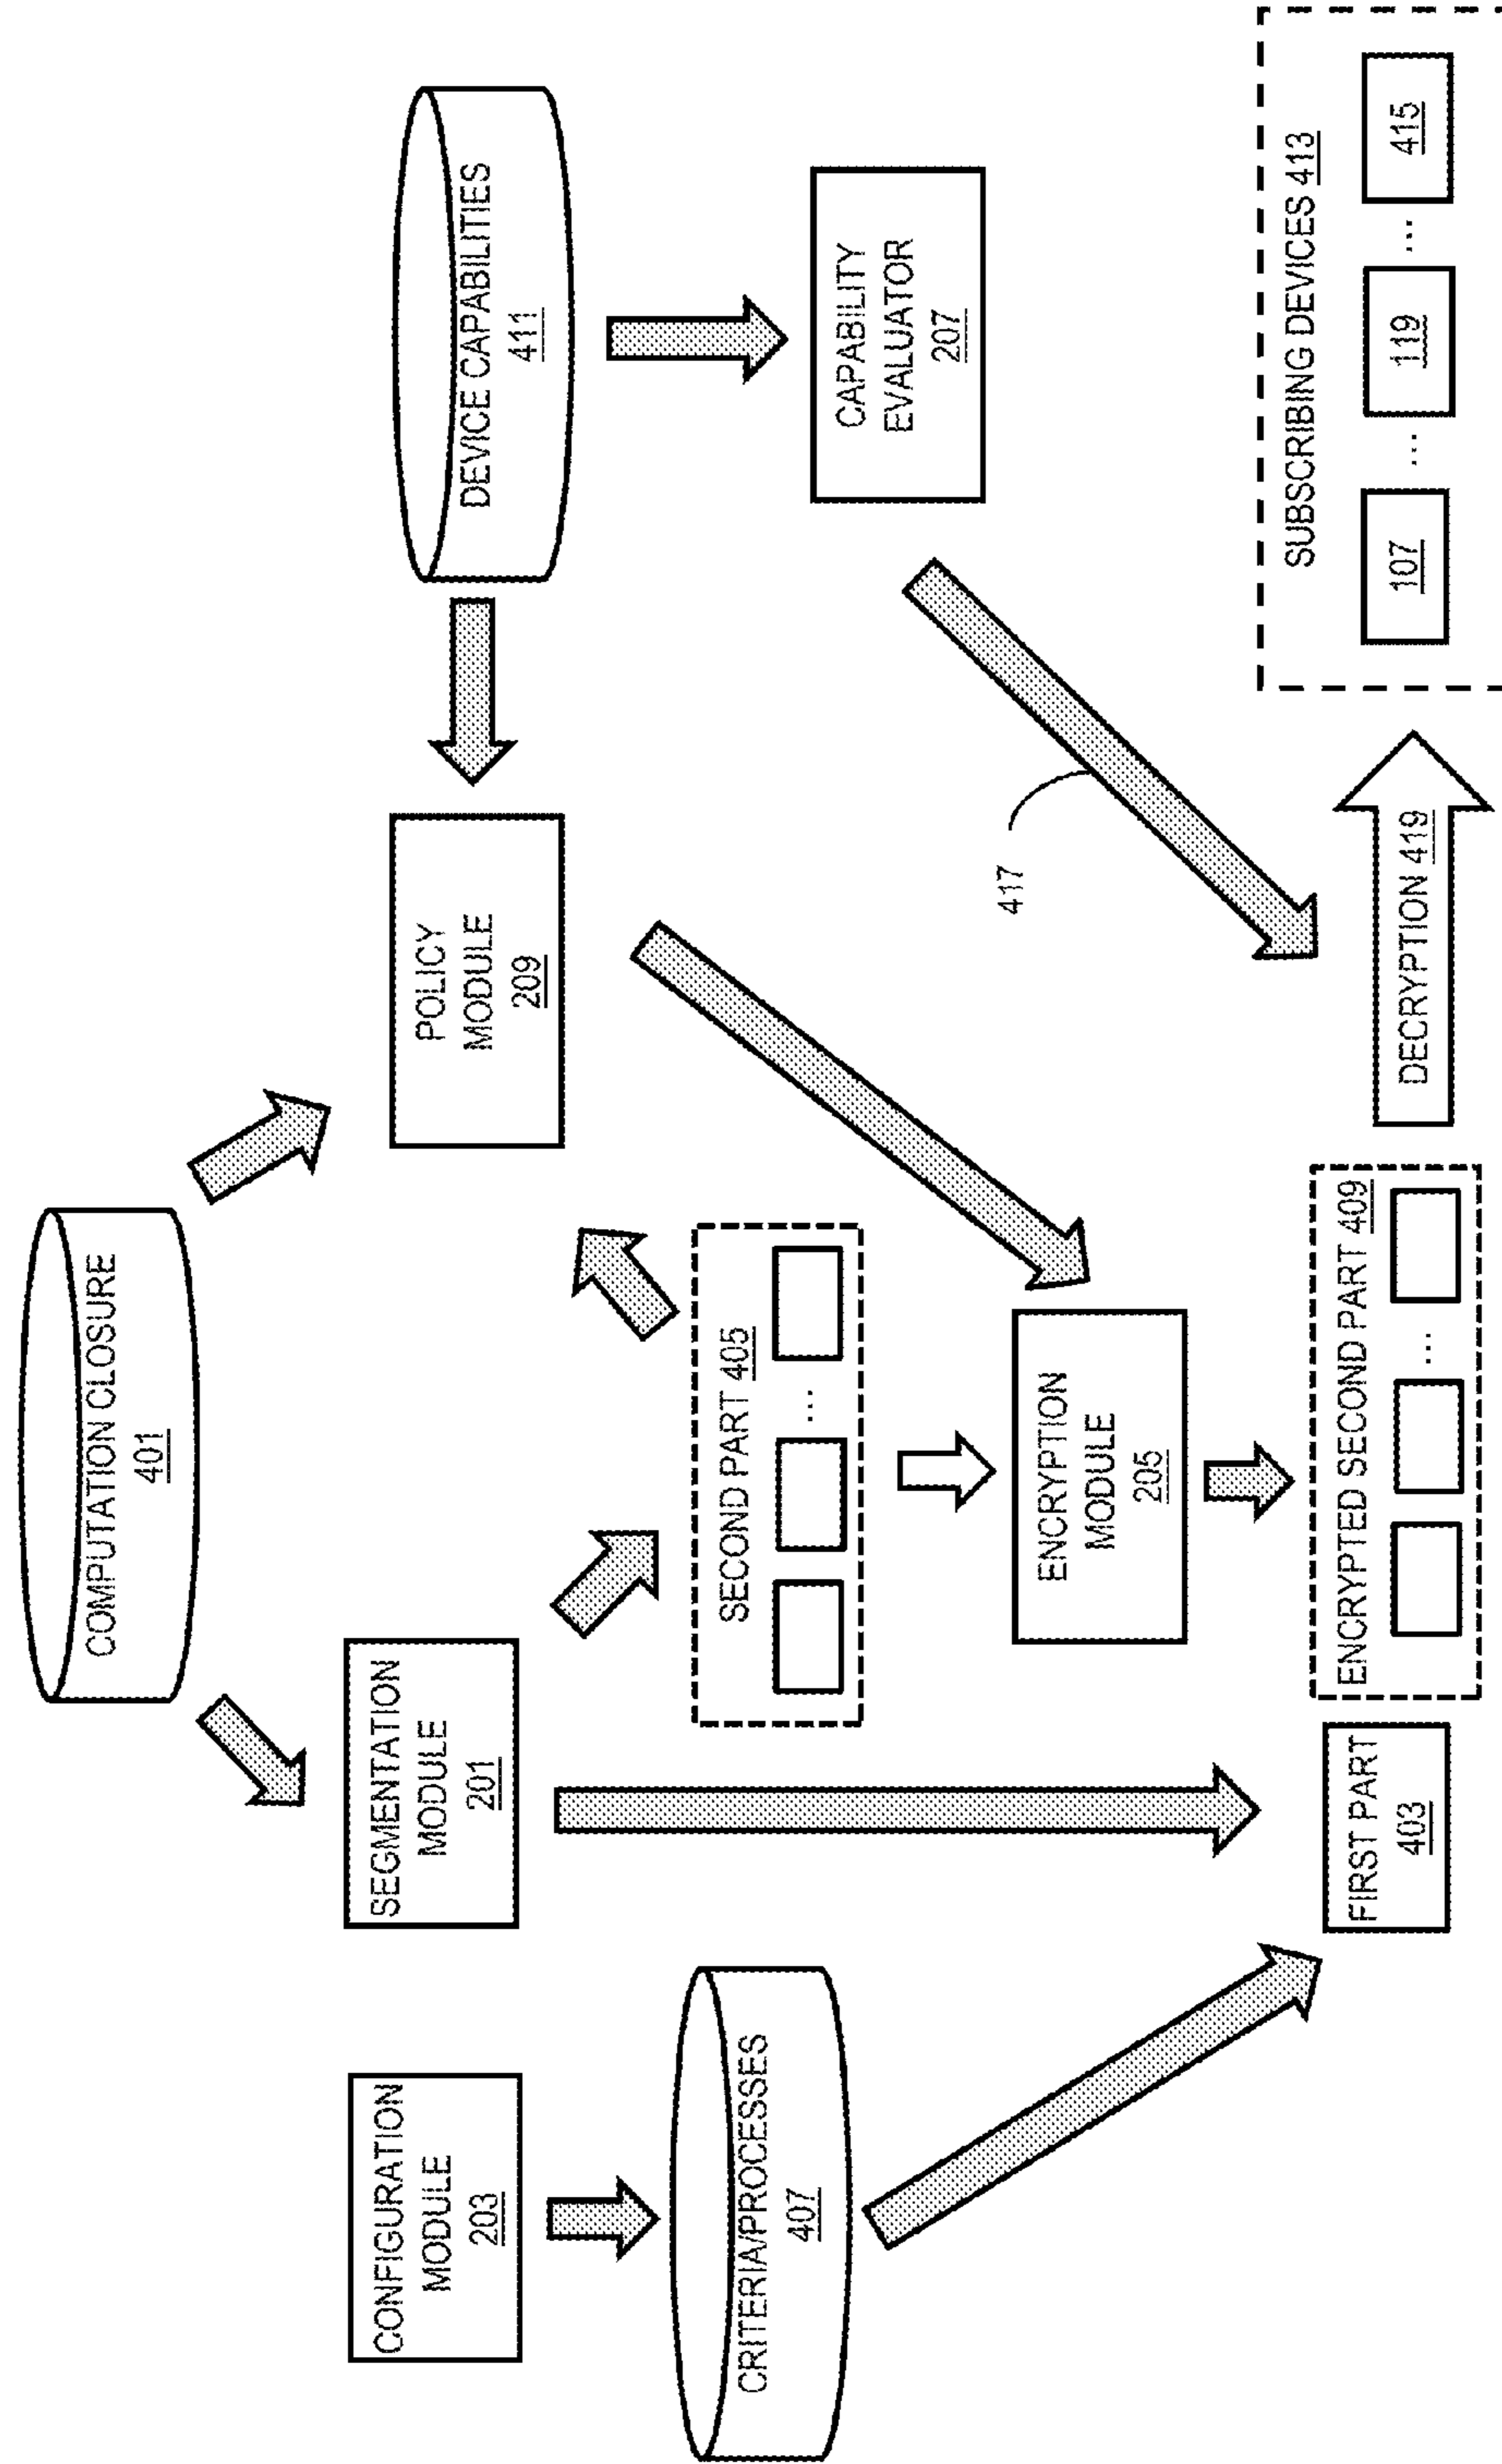 COMPUTATION CLOSURE
401
CONFIGURATION
MODULE
203
SEGMENTATION
MODULE
201
POLICY
MODULE
209
DEVICE CAPABILITIES
411
CRITERIA/PROCESSES
407
SECOND PART 405
...
CAPABILITY
EVALUATOR
207
ENCRYPTION
MODULE
205
417
FIRST PART
403
ENCRYPTED SECOND PART 409
...
DECRYPTION 419
SUBSCRIBING DEVICES 413
107 ... 119 ... 415